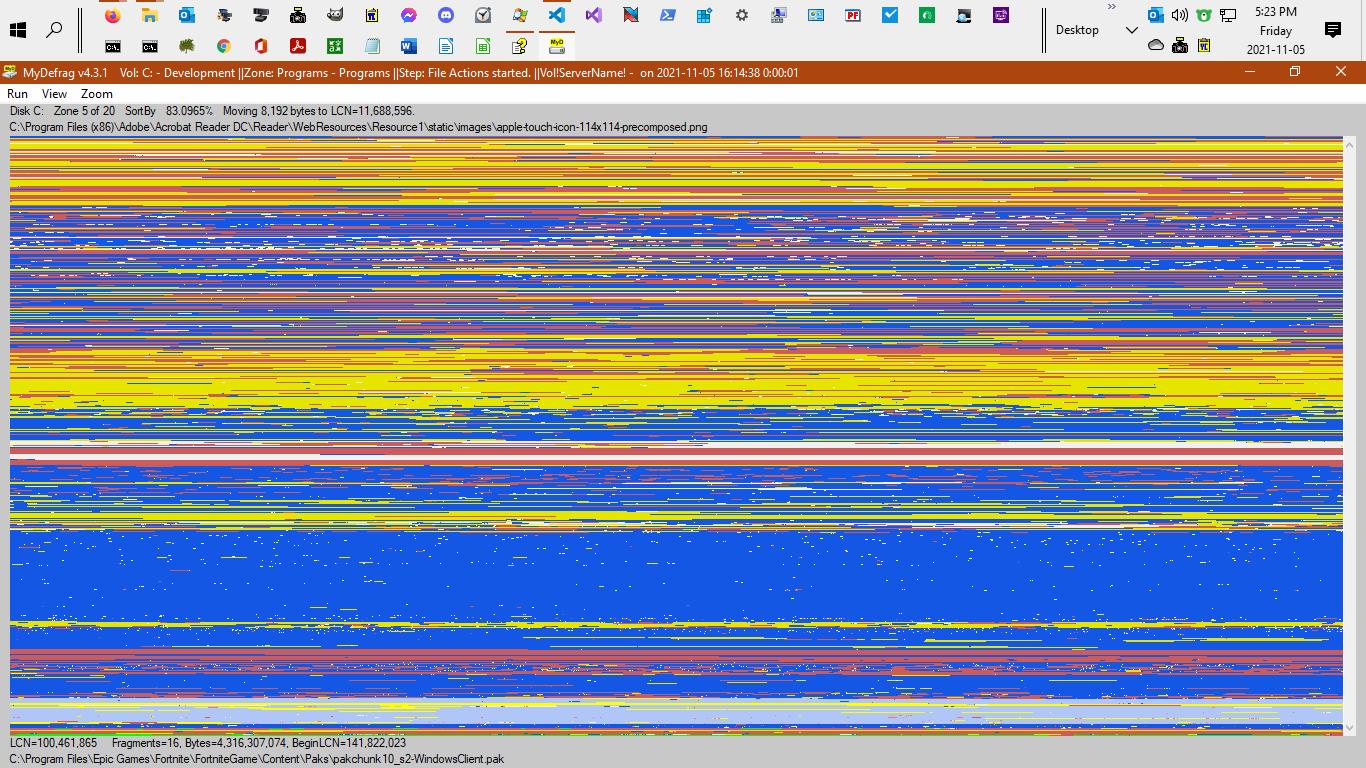 5:23 PM
Desktop
Friday
2021-11-05
MyDefrag v4.3.1 Vol: C: - Development ||Zone: Programs - Programs ||Step: File Actions started. ||Vol!ServerName! - on 2021-11-05 16:14:38 0:00:01
Run View Zoom
Disk C: Zone 5 of 20 SortBy 83.0965% Moving 8,192 bytes to LCN=11,688,596.
C:\Program Files (x86)\Adobe\Acrobat Reader DC\Reader\WebResources\Resource1\static\images\apple-touch-icon-114x114-precomposed.png
LCN=100,461,865 Fragments=16, Bytes=4,316,307,074, BeginLCN=141,822,023
C:\Program Files\Epic Games\Fortnite\FortniteGame\Content\Paks\pakchunk10_s2-WindowsClient.pak